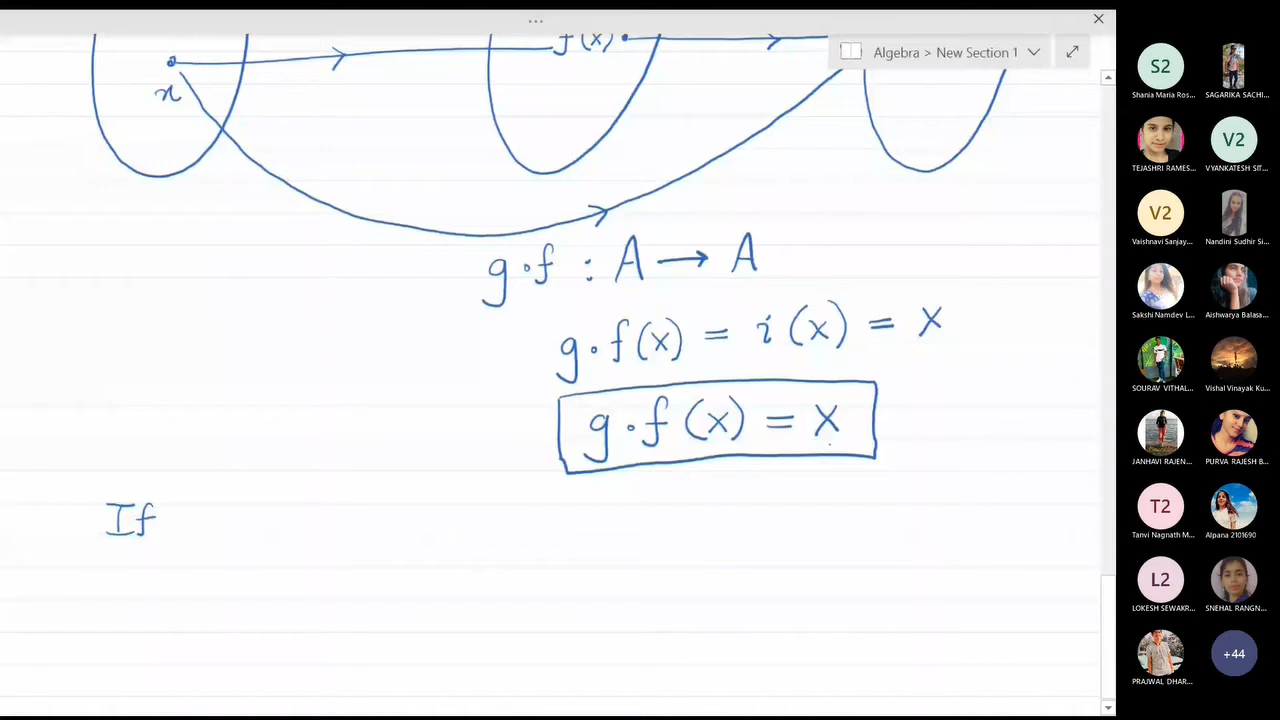 ...
f(x)
Algebra > New Section 1
x
g·f : A → A
g·f(x) = i(x) = x
g·f(x) = x
If
S2
Shania Maria Ros...
SAGARIKA SACHI...
TEJASHRI RAMES...
V2
VYANKATESH SIT...
V2
Vaishnavi Sanjay...
Nandini Sudhir Si...
Sakshi Namdev L...
Aishwarya Balasa...
SOURAV VITHAL...
Vishal Vinayak Ku...
JANHAVI RAJEN...
PURVA RAJESH B...
T2
Tanvi Nagnath M...
Alpana 2101690
L2
LOKESH SEWAKR...
SNEHAL RANGN...
PRAJWAL DHAR...
+44